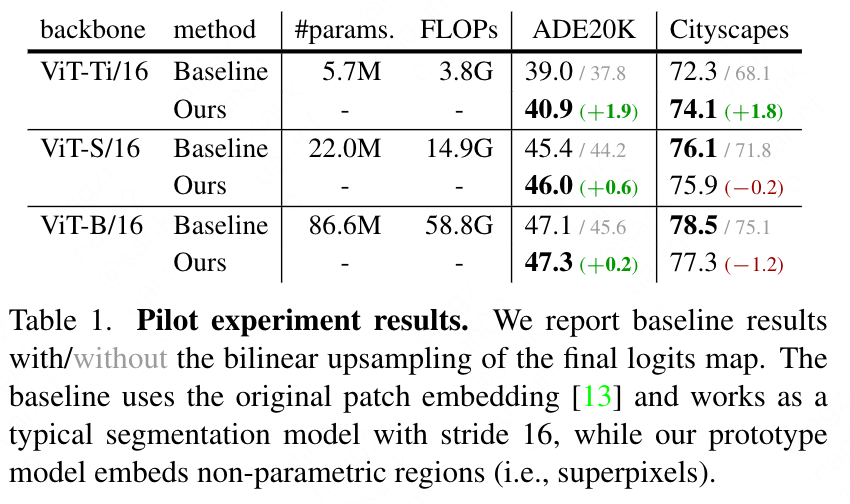 backbone method #params. FLOPs ADE20K Cityscapes
ViT-Ti/16 Baseline 5.7M 3.8G 39.0 / 37.8 72.3 / 68.1
Ours - - 40.9 (+1.9) 74.1 (+1.8)
ViT-S/16 Baseline 22.0M 14.9G 45.4 / 44.2 76.1 / 71.8
Ours - - 46.0 (+0.6) 75.9 (−0.2)
ViT-B/16 Baseline 86.6M 58.8G 47.1 / 45.6 78.5 / 75.1
Ours - - 47.3 (+0.2) 77.3 (−1.2)
Table 1. Pilot experiment results. We report baseline results
with/without the bilinear upsampling of the final logits map. The
baseline uses the original patch embedding [13] and works as a
typical segmentation model with stride 16, while our prototype
model embeds non-parametric regions (i.e., superpixels).